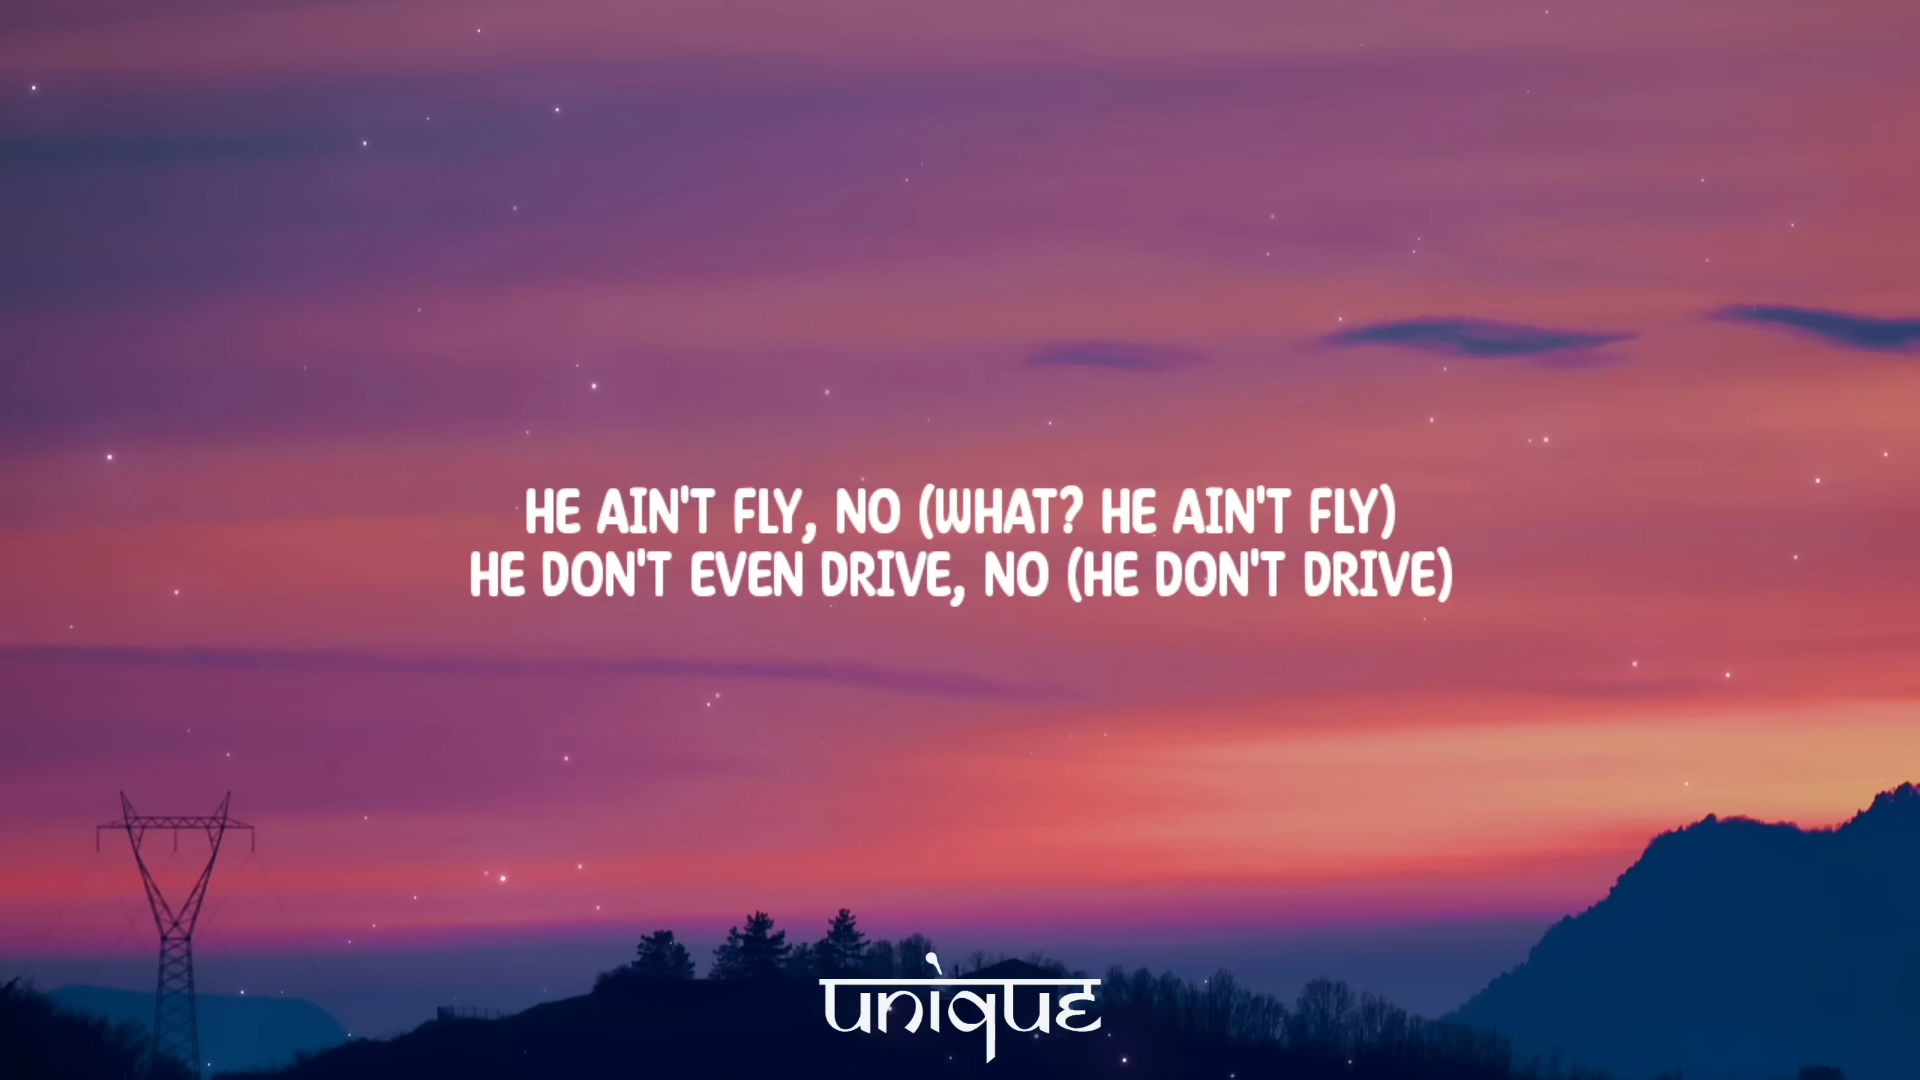 HE AIN'T FLY, NO (WHAT? HE AIN'T FLY)
HE DON'T EVEN DRIVE, NO (HE DON'T DRIVE)
unique